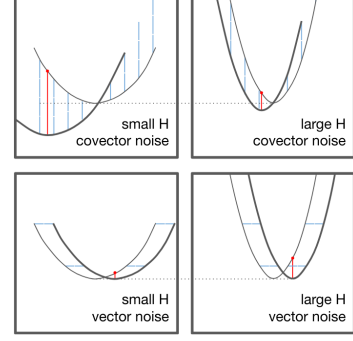 small H
covector noise
large H
covector noise
small H
vector noise
large H
vector noise